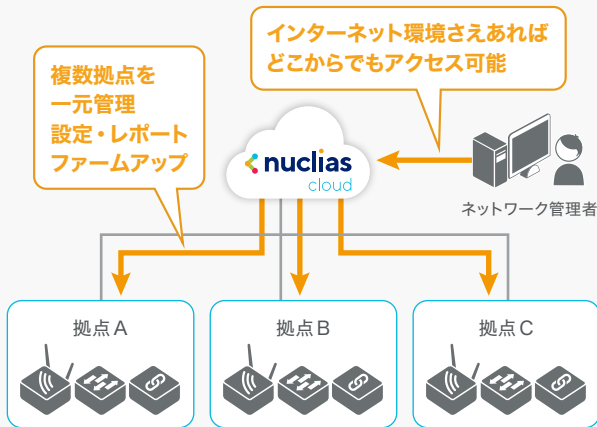 インターネット環境さえあれば
どこからでもアクセス可能
複数拠点を
一元管理
設定・レポート
ファームアップ
nuclias
cloud
ネットワーク管理者
拠点A
拠点B
拠点C